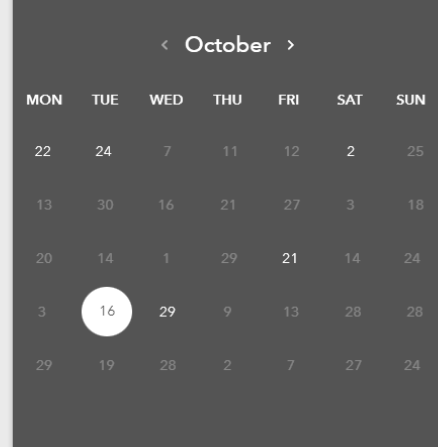 ‹ October ›
MON TUE WED THU FRI SAT SUN
22 24 7 11 12 2 25
13 30 16 21 27 3 18
20 14 1 29 21 14 24
3 16 29 9 13 28 28
29 19 28 2 7 27 24